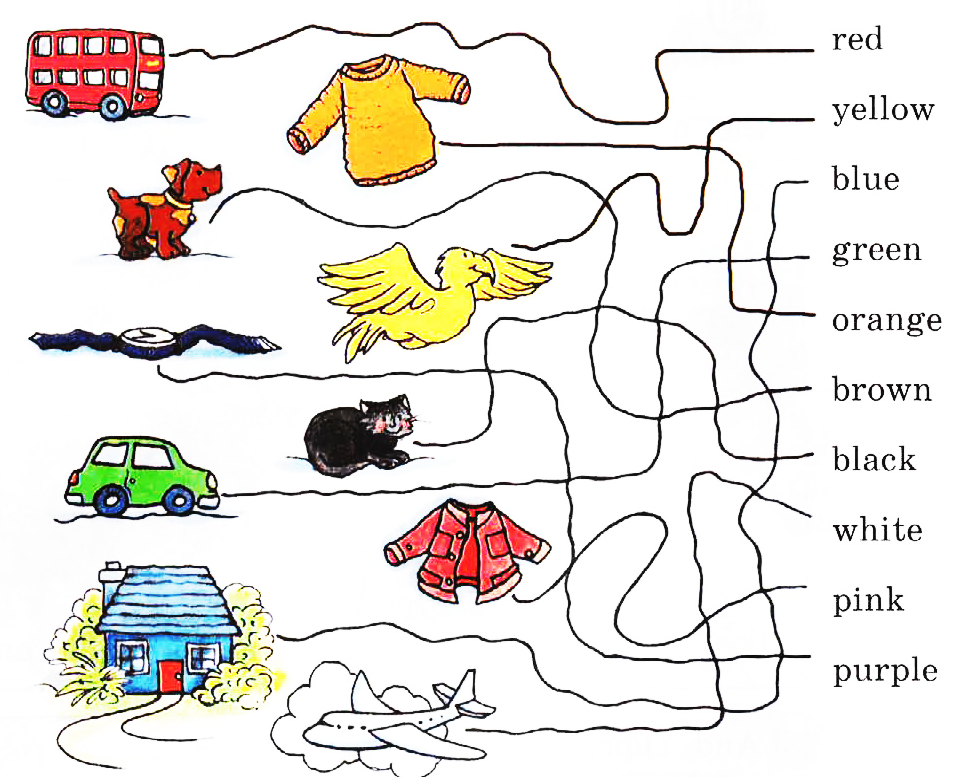 red
yellow
blue
green
orange
brown
black
white
pink
purple